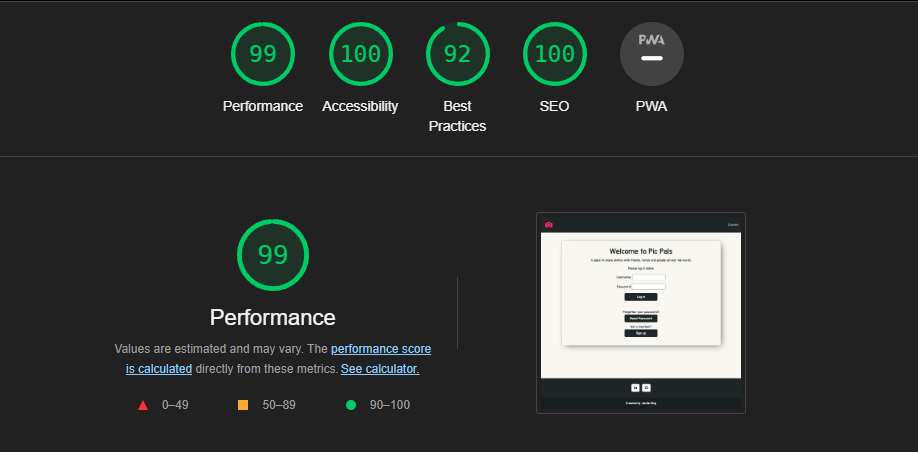 99
100
92
100
PWA
Performance
Accessibility
Best
Practices
SEO
PWA
99
Performance
Values are estimated and may vary. The performance score
is calculated directly from these metrics. See calculator.
0–49
50–89
90–100
Contact
Welcome to Pic Pals
A place to share photos with friends, family and people all over the world.
Please log in below
Username
Password
Log In
Forgotten your password?
Reset Password
Not a member?
Sign up